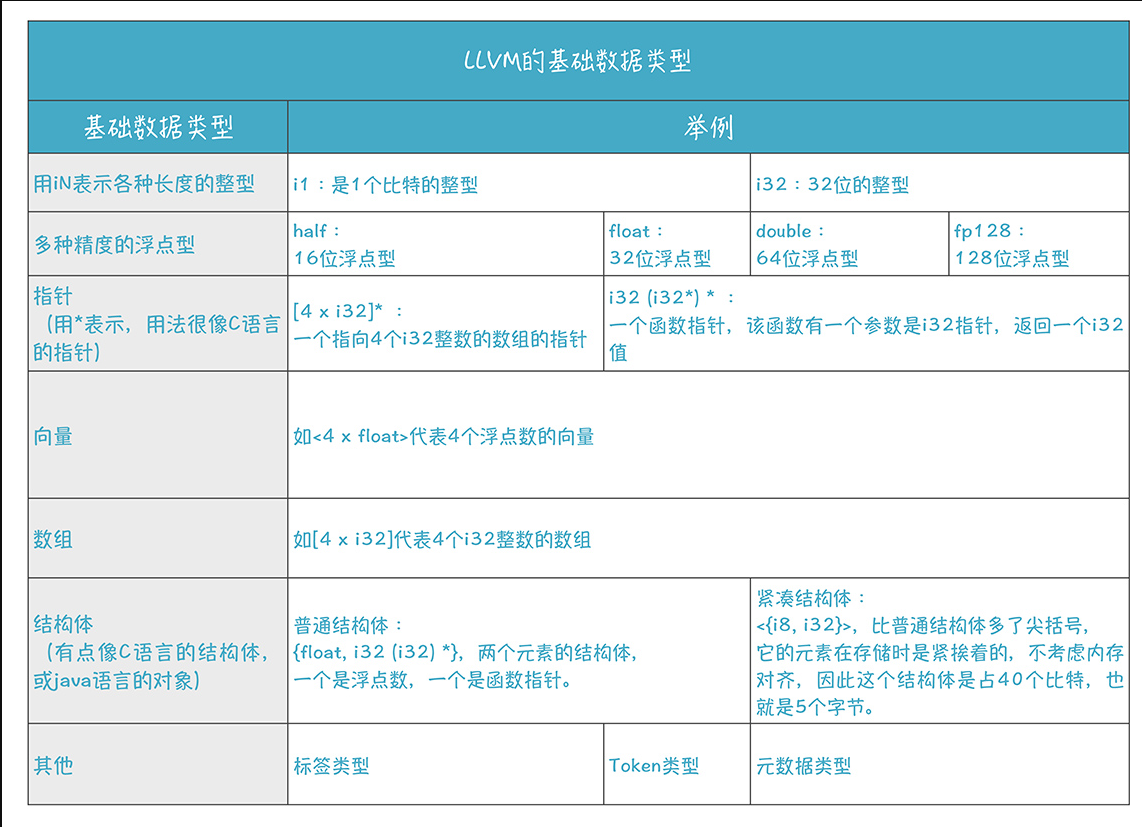 LLVM的基础数据类型
基础数据类型
举例
用iN表示各种长度的整型
i1：是1个比特的整型
i32：32位的整型
多种精度的浮点型
half：
16位浮点型
float：
32位浮点型
double：
64位浮点型
fp128：
128位浮点型
指针
（用*表示，用法很像C语言
的指针）
[4 x i32]* ：
一个指向4个i32整数的数组的指针
i32 (i32*) * ：
一个函数指针，该函数有一个参数是i32指针，返回一个i32
值
向量
如<4 x float>代表4个浮点数的向量
数组
如[4 x i32]代表4个i32整数的数组
结构体
（有点像C语言的结构体，
或java语言的对象）
普通结构体：
{float, i32 (i32) *}，两个元素的结构体，
一个是浮点数，一个是函数指针。
紧凑结构体：
<{i8, i32}>，比普通结构体多了尖括号，
它的元素在存储时是紧挨着的，不考虑内存
对齐，因此这个结构体是占40个比特，也
就是5个字节。
其他
标签类型
Token类型
元数据类型